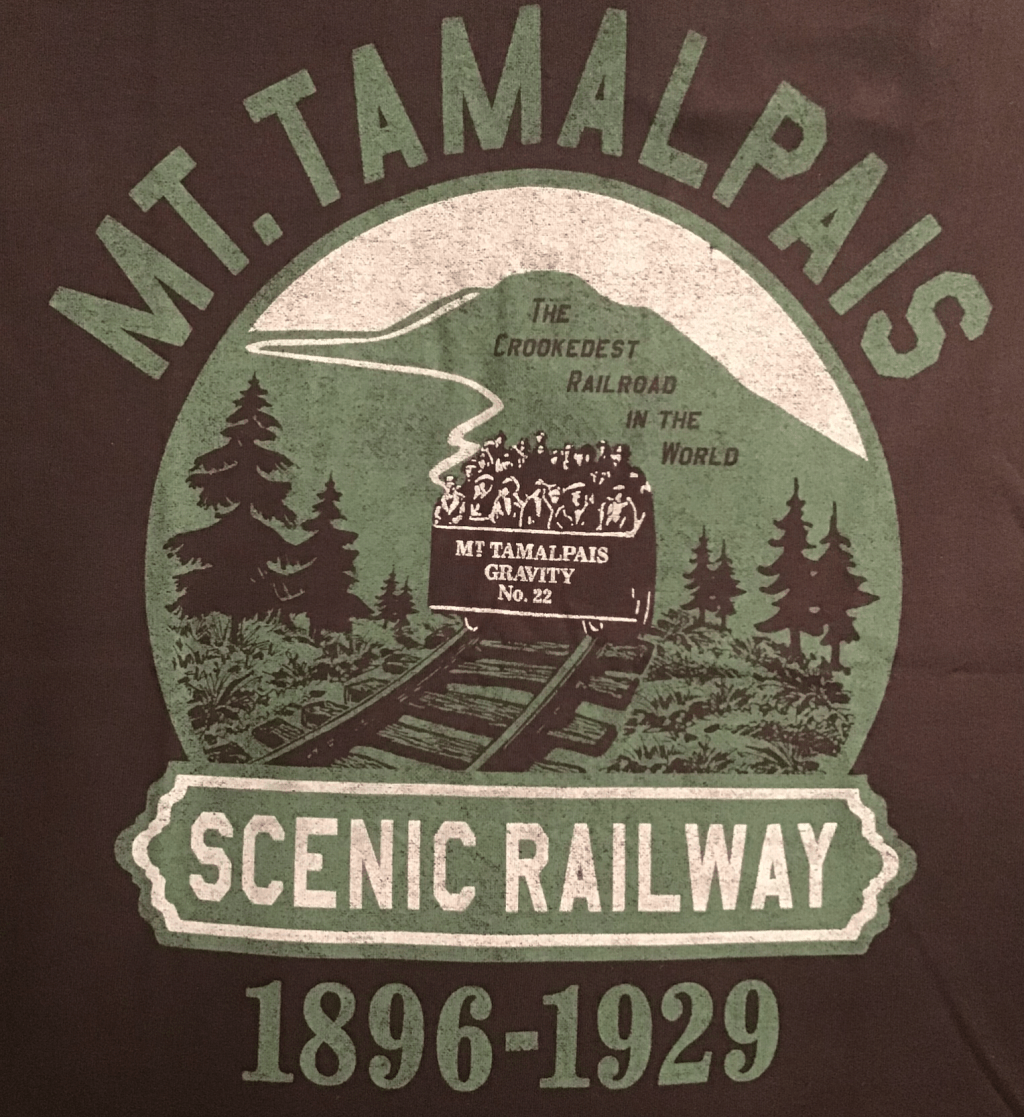 MT. TAMALPAIS
THE
CROOKEDEST
RAILROAD
IN THE
WORLD
MT TAMALPAIS
GRAVITY
No. 22
SCENIC RAILWAY
1896-1929